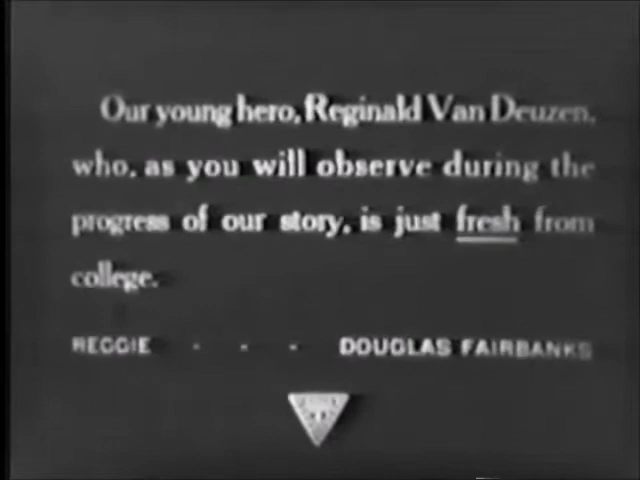 Our young hero, Reginald Van Deuzen,
who, as you will observe during the
progress of our story, is just fresh from
college.
REGGIE - - - DOUGLAS FAIRBANKS